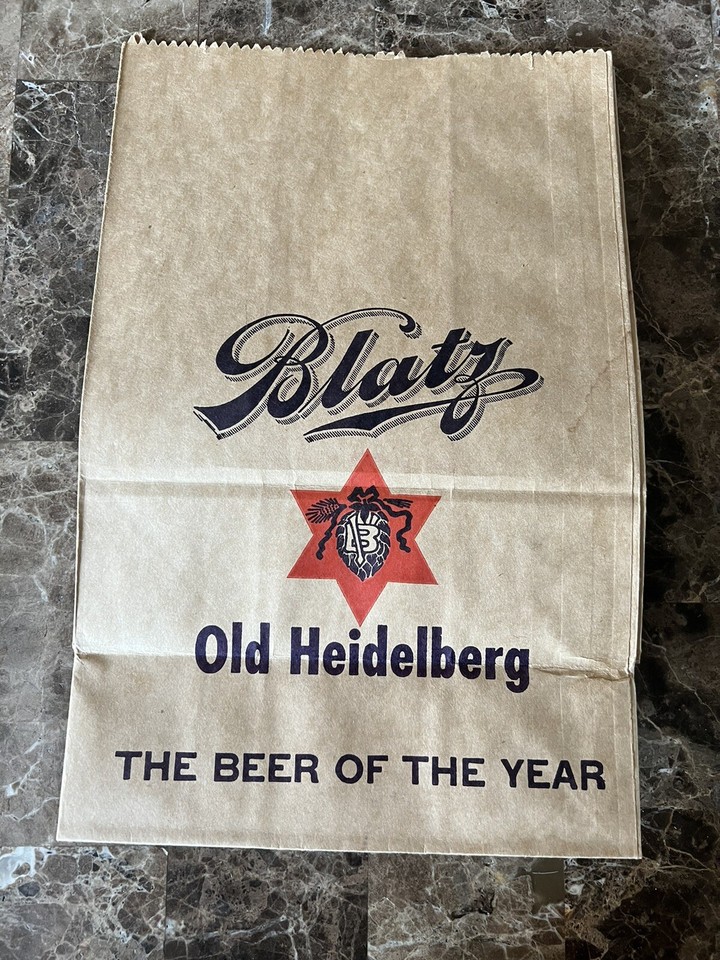 Blatz
B
Old Heidelberg
THE BEER OF THE YEAR